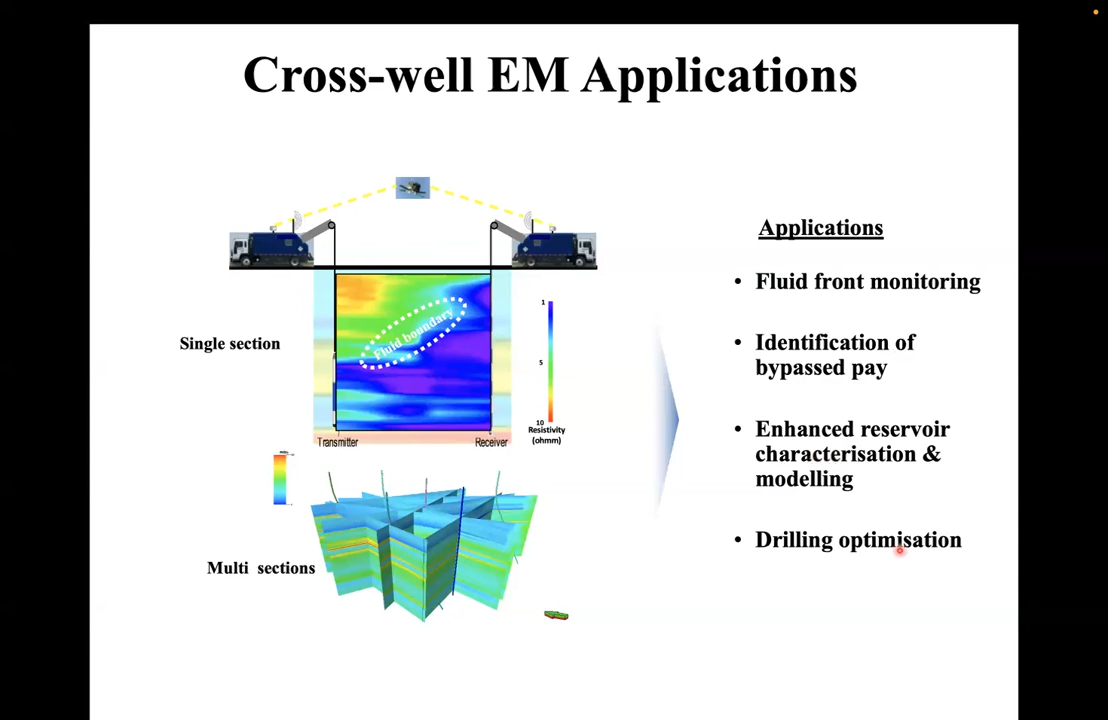 Cross-well EM Applications
Applications
• Fluid front monitoring
• Identification of
bypassed pay
• Enhanced reservoir
characterisation &
modelling
• Drilling optimisation
Single section
Fluid boundary
1
5
10
Resistivity
(ohmm)
Transmitter
Receiver
Multi sections